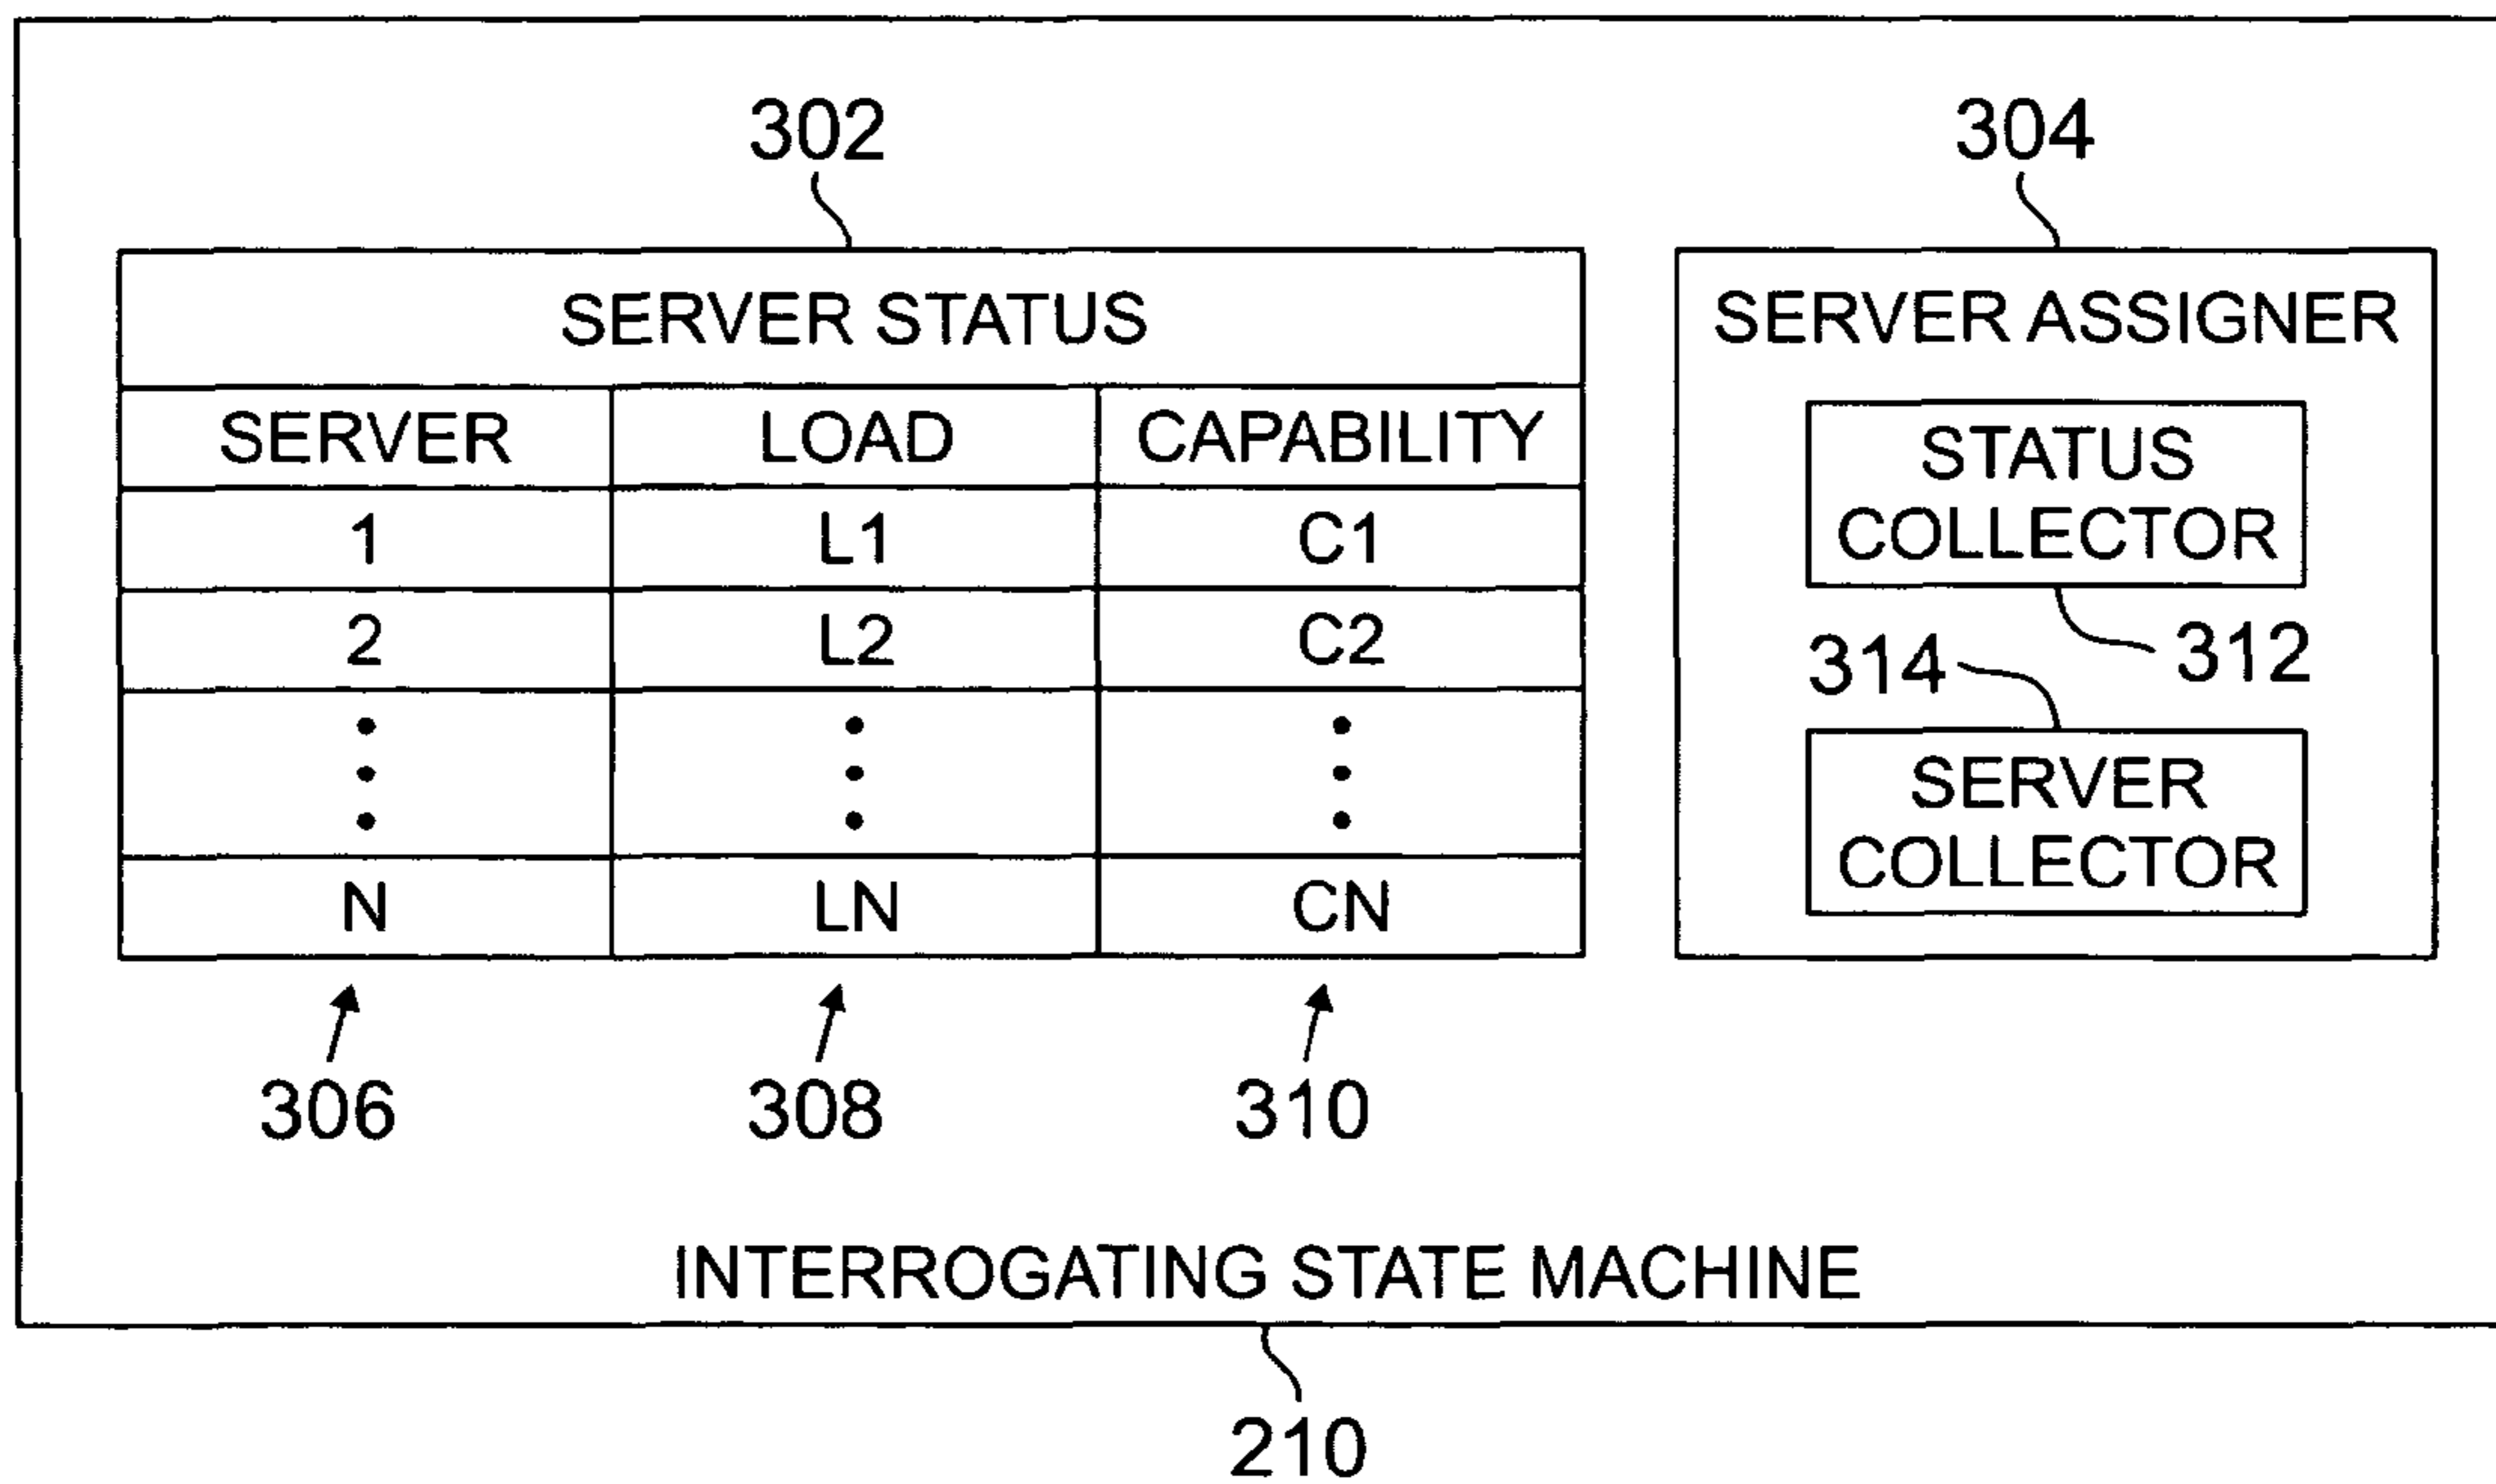 302
304
SERVER STATUS
SERVER LOAD CAPABILITY
1 L1 C1
2 L2 C2
N LN CN
SERVER ASSIGNER
STATUS
COLLECTOR
312
314
SERVER
COLLECTOR
306 308 310
INTERROGATING STATE MACHINE
210